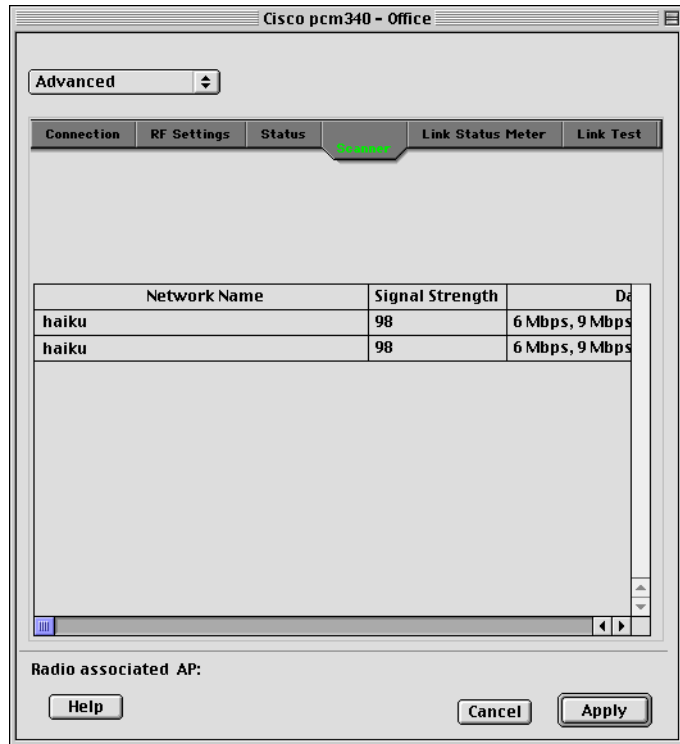 Cisco pcm340 - Office
Advanced
Connection RF Settings Status Scanner Link Status Meter Link Test
Network Name Signal Strength Da
haiku 98 6 Mbps, 9 Mbps
haiku 98 6 Mbps, 9 Mbps
Radio associated AP:
Help Cancel Apply